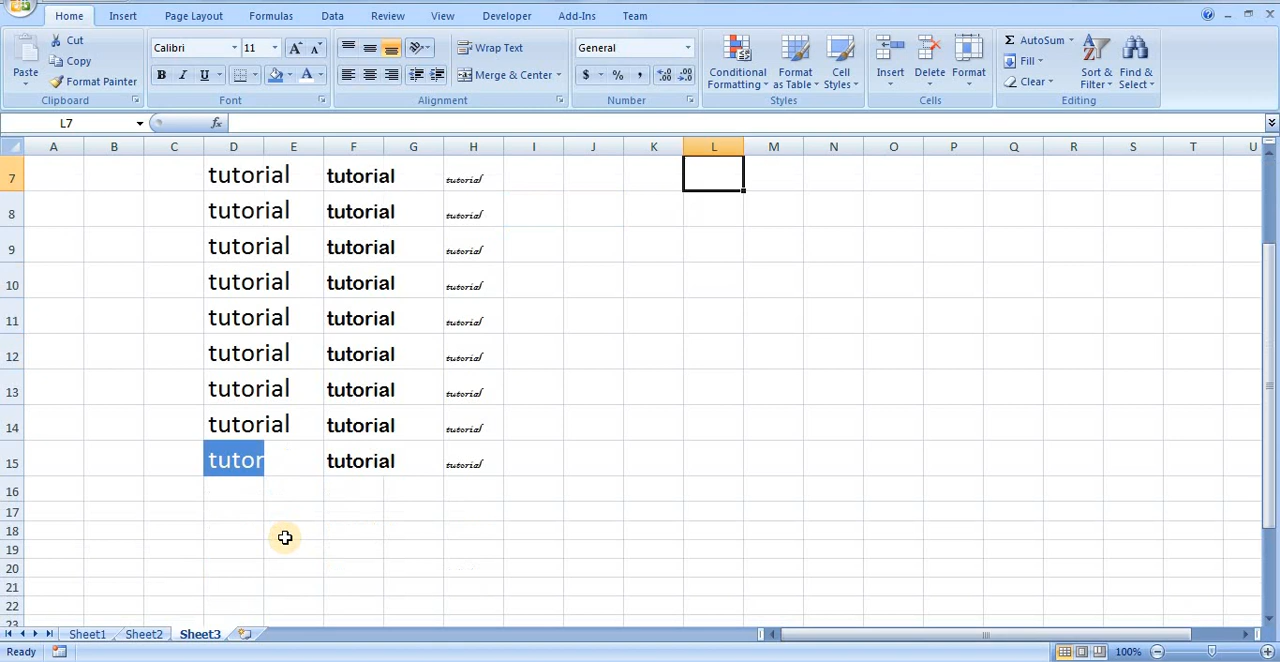 Home Insert Page Layout Formulas Data Review View Developer Add-Ins Team
Paste Cut Calibri 11 Wrap Text General Conditional Formatting Format as Table Cell Styles Insert Delete Format AutoSum Sort & Filter Find & Select
Copy Fill
Format Painter B I U A Merge & Center $ % , Clear
Clipboard Font Alignment Number Styles Cells Editing
L7 fx
A B C D E F G H I J K L M N O P Q R S T U
7 tutorial tutorial tutorial
8 tutorial tutorial tutorial
9 tutorial tutorial tutorial
10 tutorial tutorial tutorial
11 tutorial tutorial tutorial
12 tutorial tutorial tutorial
13 tutorial tutorial tutorial
14 tutorial tutorial tutorial
15 tutor tutorial tutorial
16
17
18
19
20
21
22
23
Sheet1 Sheet2 Sheet3
Ready 100%